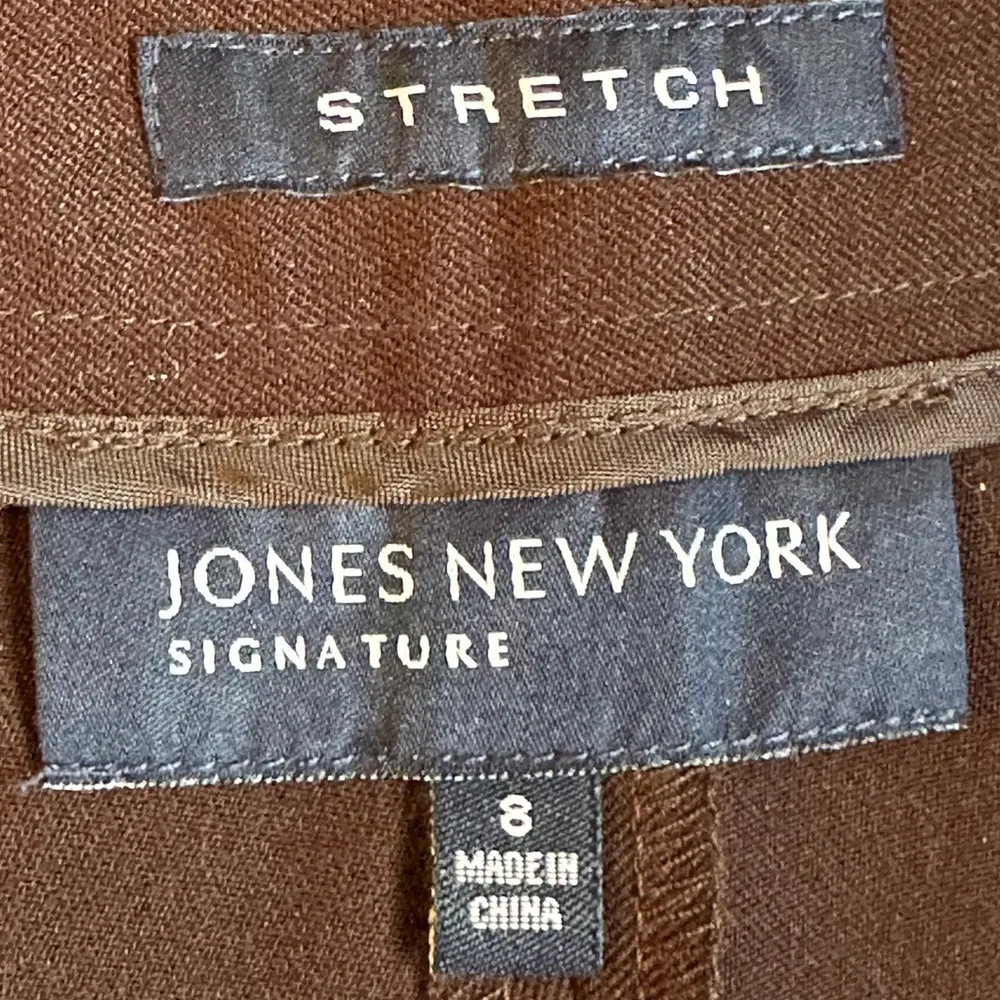 STRETCH
JONES NEW YORK
SIGNATURE
8
MADE IN
CHINA